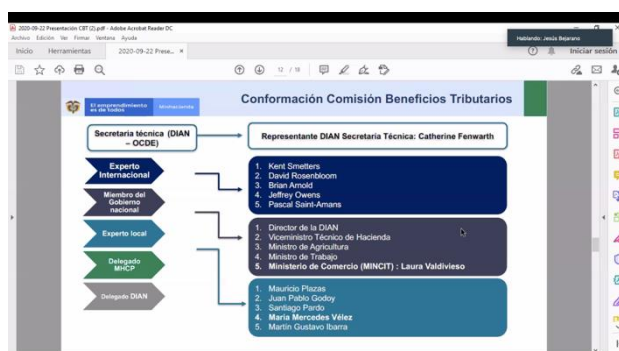 2020-09-22 Presentación CBT (2).pdf - Adobe Acrobat Reader DC
Archivo Edición Ver Firmar Ventana Ayuda
Hablando: Jesús Bejarano
Inicio Herramientas 2020-09-22 Prese... ×
Iniciar sesión
12 / 18
El emprendimiento es de todos
Minhacienda
Conformación Comisión Beneficios Tributarios
Secretaria técnica (DIAN – OCDE)
Representante DIAN Secretaria Técnica: Catherine Fenwarth
Experto Internacional
Miembro del Gobierno nacional
Experto local
Delegado MHCP
Delegado DIAN
1. Kent Smetters
2. David Rosenbloom
3. Brian Arnold
4. Jeffrey Owens
5. Pascal Saint-Amans
1. Director de la DIAN
2. Viceministro Técnico de Hacienda
3. Ministro de Agricultura
4. Ministro de Trabajo
5. Ministerio de Comercio (MINCIT) : Laura Valdivieso
1. Mauricio Plazas
2. Juan Pablo Godoy
3. Santiago Pardo
4. María Mercedes Vélez
5. Martín Gustavo Ibarra